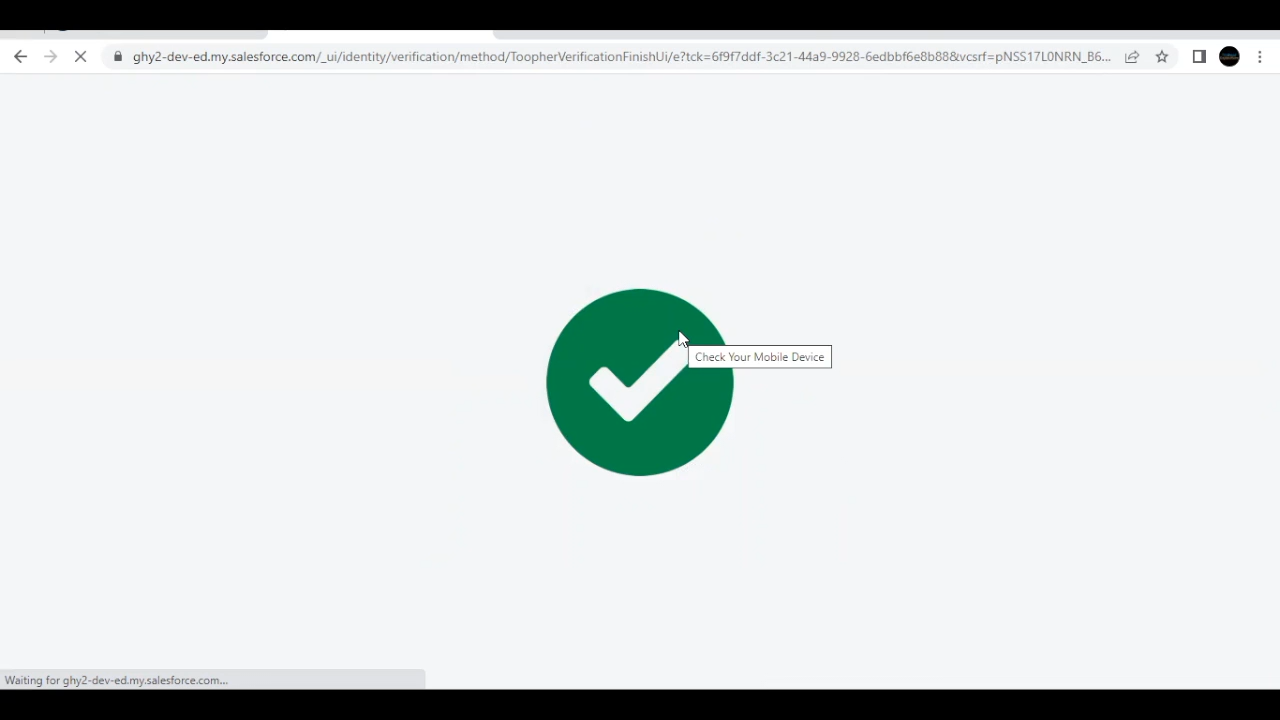 ghy2-dev-ed.my.salesforce.com/_ui/identity/verification/method/ToopherVerificationFinishUi/e?tck=6f9f7ddf-3c21-44a9-9928-6edbbf6e8b88&vcsrf=pNSS17L0NRN_B6...
Check Your Mobile Device
Waiting for ghy2-dev-ed.my.salesforce.com...